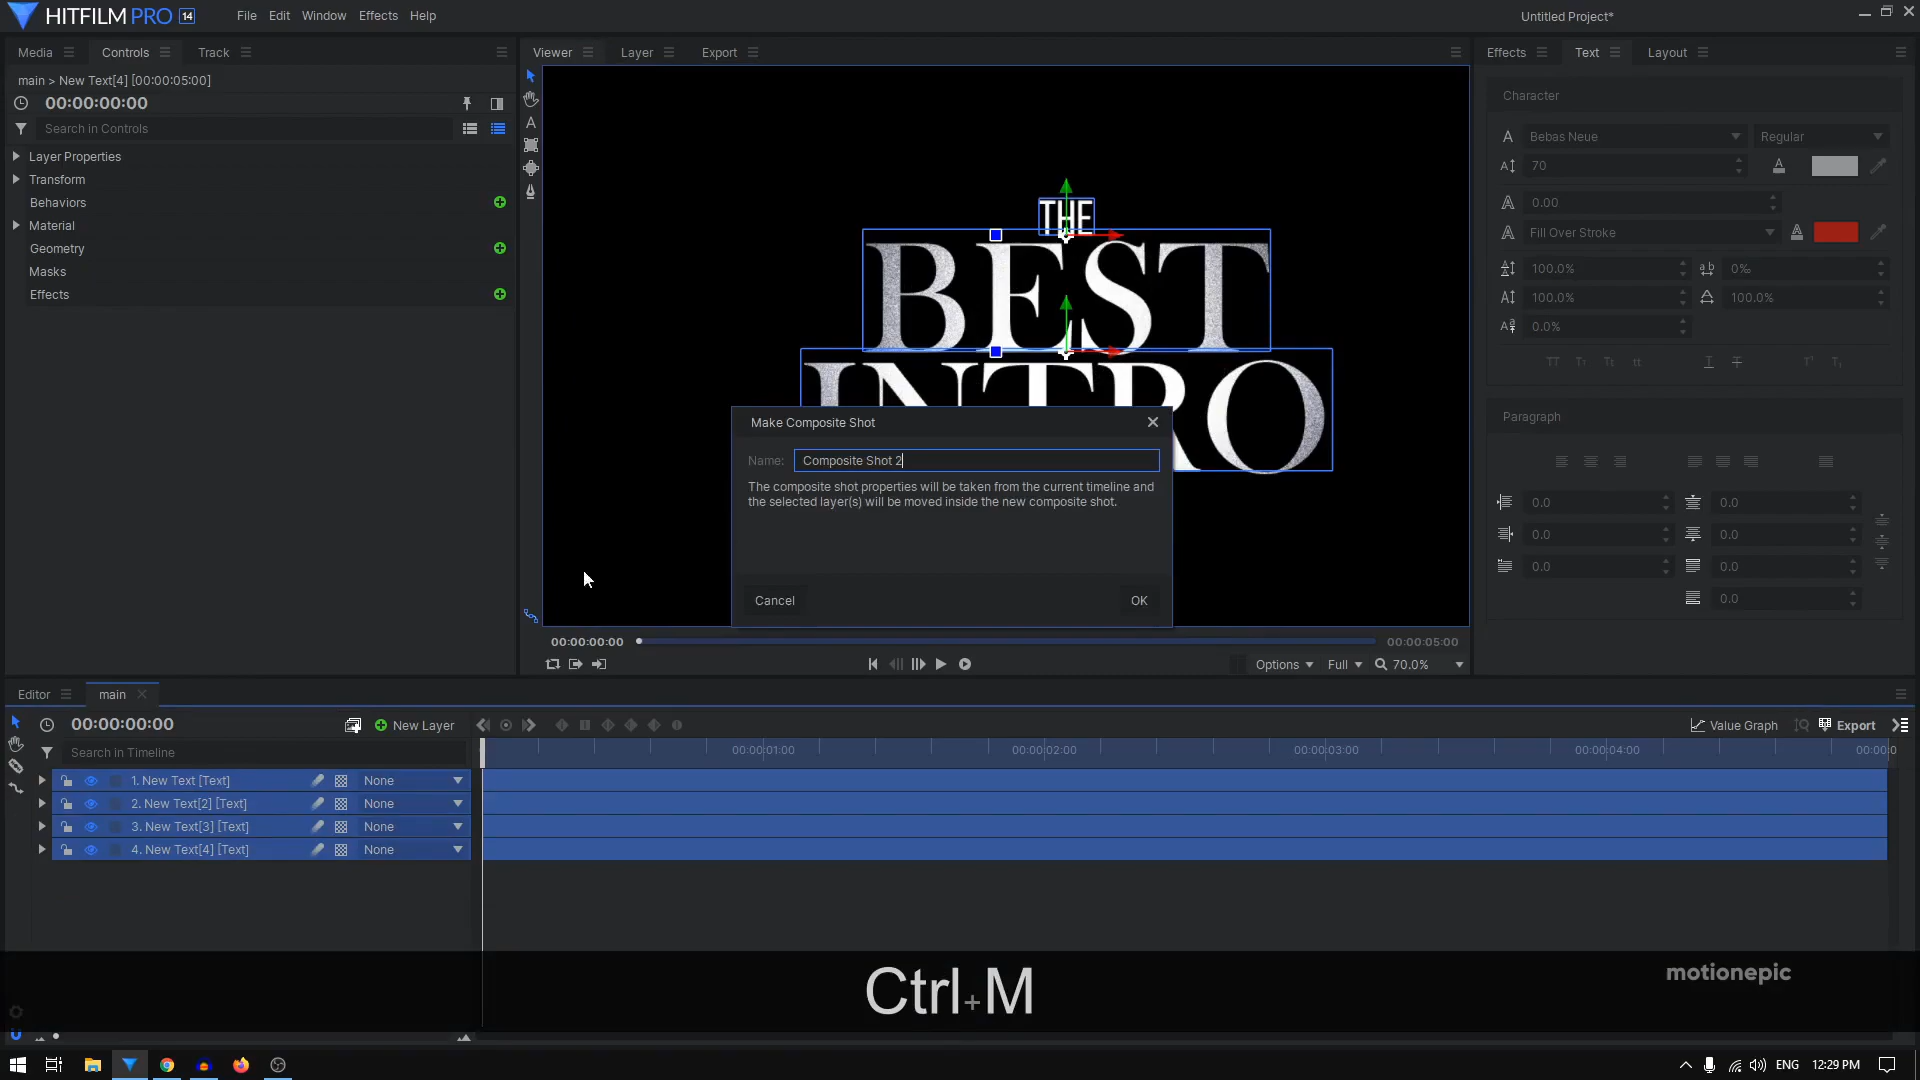 HITFILM PRO 14
File Edit Window Effects Help
Untitled Project*
Media Controls Track
Viewer Layer Export
Effects Text Layout
main > New Text[4] [00:00:05:00]
00:00:00:00
Search in Controls
Layer Properties
Transform
Behaviors
Material
Geometry
Masks
Effects
THE
BEST
INTRO
Make Composite Shot
Name: Composite Shot 2
The composite shot properties will be taken from the current timeline and
the selected layer(s) will be moved inside the new composite shot.
Cancel OK
Character
Bebas Neue Regular
70
0.00
Fill Over Stroke
100.0% 0%
100.0% 100.0%
0.0%
Paragraph
0.0 0.0
0.0 0.0
0.0 0.0
0.0
00:00:00:00 00:00:05:00
Options Full 70.0%
Editor main
00:00:00:00 New Layer Value Graph Export
Search in Timeline
00:00:01:00 00:00:02:00 00:00:03:00 00:00:04:00 00:00:0
1. New Text [Text] None
2. New Text[2] [Text] None
3. New Text[3] [Text] None
4. New Text[4] [Text] None
Ctrl+M
motionepic
ENG 12:29 PM